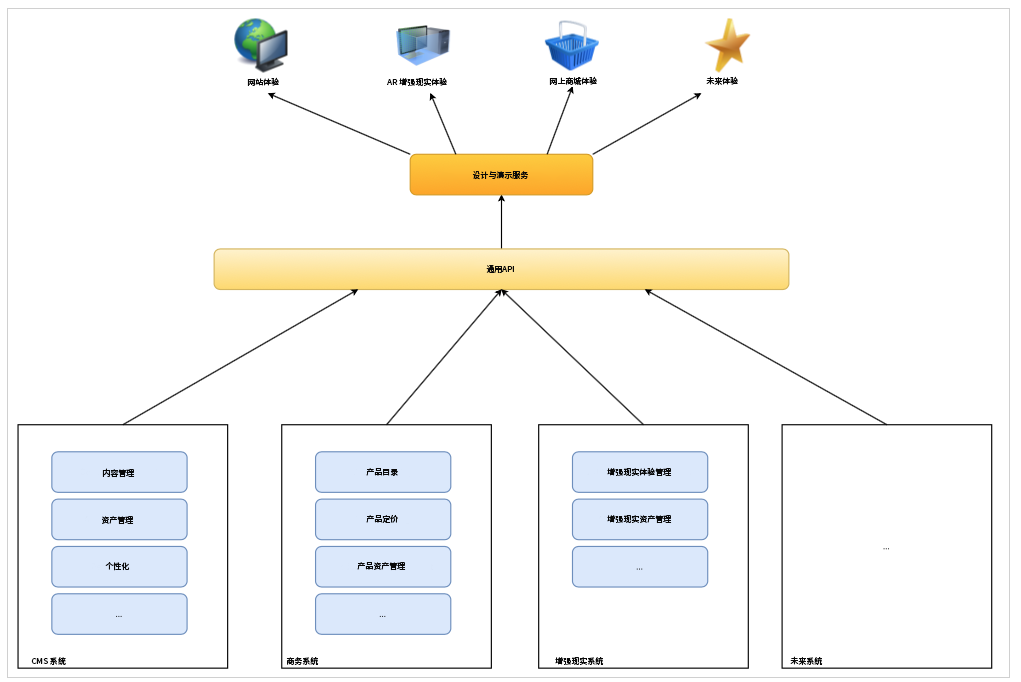 网站体验
AR 增强现实体验
网上商城体验
未来体验
设计与演示服务
通用API
内容管理
资产管理
个性化
...
CMS 系统
产品目录
产品定价
产品资产管理
...
商务系统
增强现实体验管理
增强现实资产管理
...
增强现实系统
...
未来系统